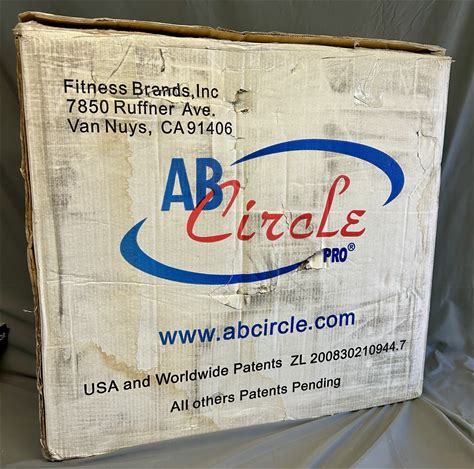 Fitness Brands,Inc
7850 Ruffner Ave.
Van Nuys, CA91406
AB
Circle
PRO®
www.abcircle.com
USA and Worldwide Patents ZL 200830210944.7
All others Patents Pending